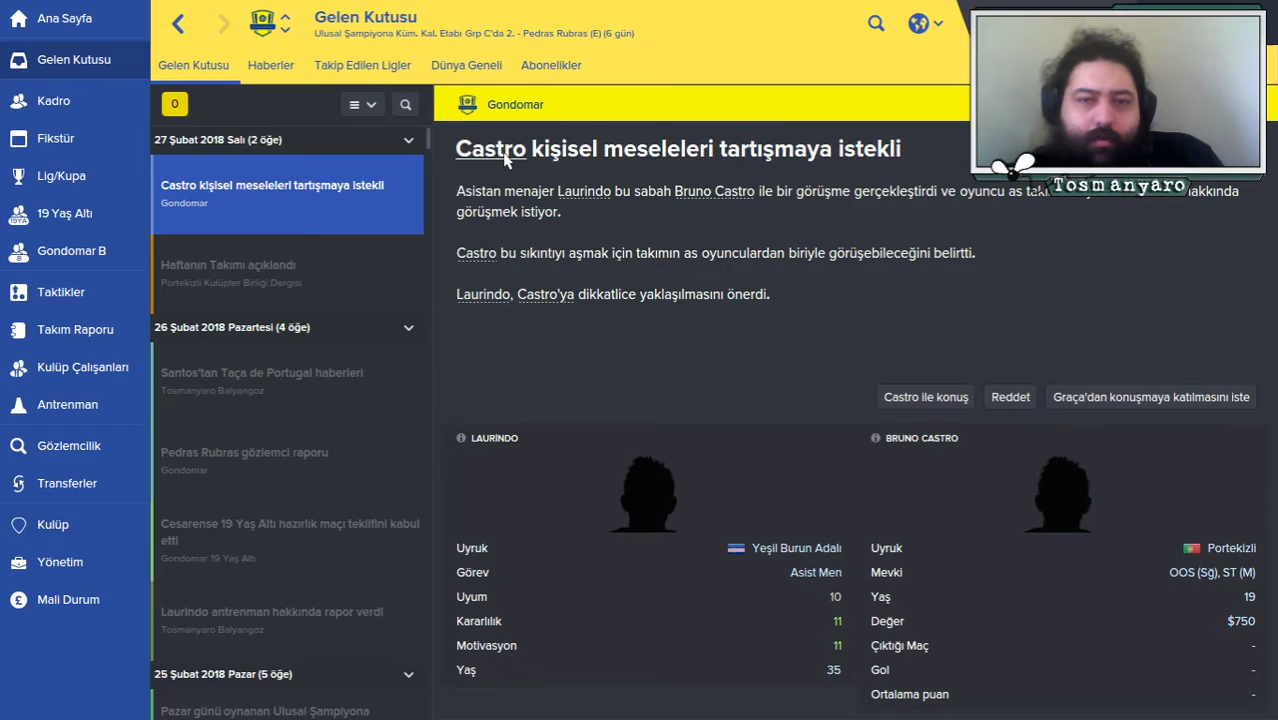 Ana Sayfa
Gelen Kutusu
Kadro
Fikstür
Lig/Kupa
19 Yaş Altı
Gondomar B
Taktikler
Takım Raporu
Kulüp Çalışanları
Antrenman
Gözlemcilik
Transferler
Kulüp
Yönetim
Mali Durum
Gelen Kutusu
Ulusal Şampiyona Küm. Kal. Etabı Grp C'da 2. - Pedras Rubras (E) (6 gün)
Gelen Kutusu
Haberler
Takip Edilen Ligler
Dünya Geneli
Abonelikler
0
27 Şubat 2018 Salı (2 öğe)
Castro kişisel meseleleri tartışmaya istekli
Gondomar
Haftanın Takımı açıklandı
Portekizli Kulüpler Birliği Dergisi
26 Şubat 2018 Pazartesi (4 öğe)
Santos'tan Taça de Portugal haberleri
Tosmanyaro Balyangoz
Pedras Rubras gözlemci raporu
Gondomar
Cesarense 19 Yaş Altı hazırlık maçı teklifini kabul
etti
Gondomar 19 Yaş Altı
Laurindo antrenman hakkında rapor verdi
Tosmanyaro Balyangoz
25 Şubat 2018 Pazar (5 öğe)
Pazar günü oynanan Ulusal Şampiyona
Gondomar
Castro kişisel meseleleri tartışmaya istekli
Asistan menajer Laurindo bu sabah Bruno Castro ile bir görüşme gerçekleştirdi ve oyuncu as hakkında
görüşmek istiyor.
Castro bu sıkıntıyı aşmak için takımın as oyunculardan biriyle görüşebileceğini belirtti.
Laurindo, Castro'ya dikkatlice yaklaşılmasını önerdi.
Castro ile konuş
Reddet
Graça'dan konuşmaya katılmasını iste
LAURİNDO
Uyruk Yeşil Burun Adalı
Görev Asist Men
Uyum 10
Kararlılık 11
Motivasyon 11
Yaş 35
BRUNO CASTRO
Uyruk Portekizli
Mevki OOS (Sğ), ST (M)
Yaş 19
Değer $750
Çıktığı Maç -
Gol -
Ortalama puan -
Tosmanyaro